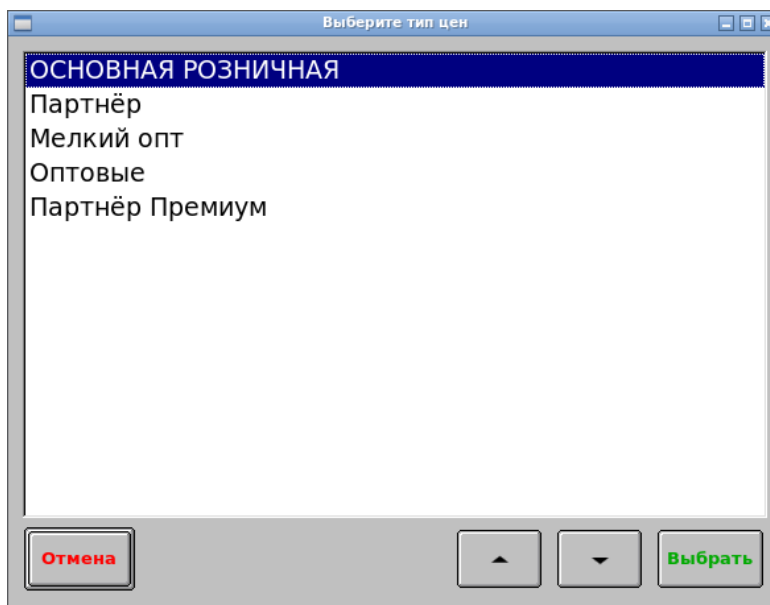 Выберите тип цен
ОСНОВНАЯ РОЗНИЧНАЯ
Партнёр
Мелкий опт
Оптовые
Партнёр Премиум
Отмена
Выбрать